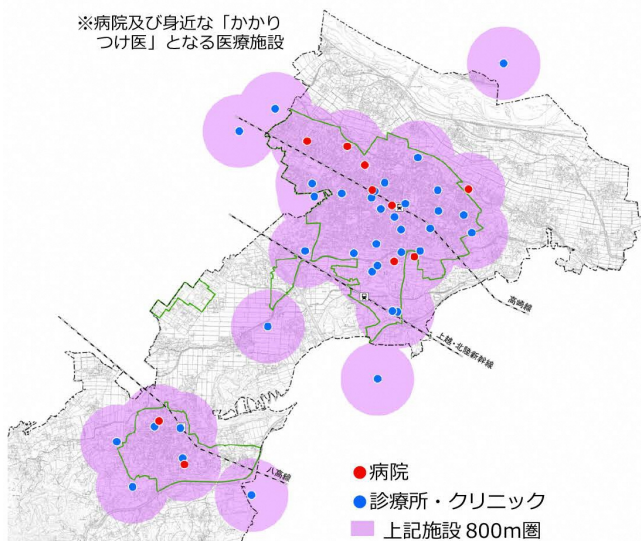 ※病院及び身近な「かかり
つけ医」となる医療施設
高崎線
上越・北陸新幹線
八高線
病院
診療所・クリニック
上記施設 800m圏